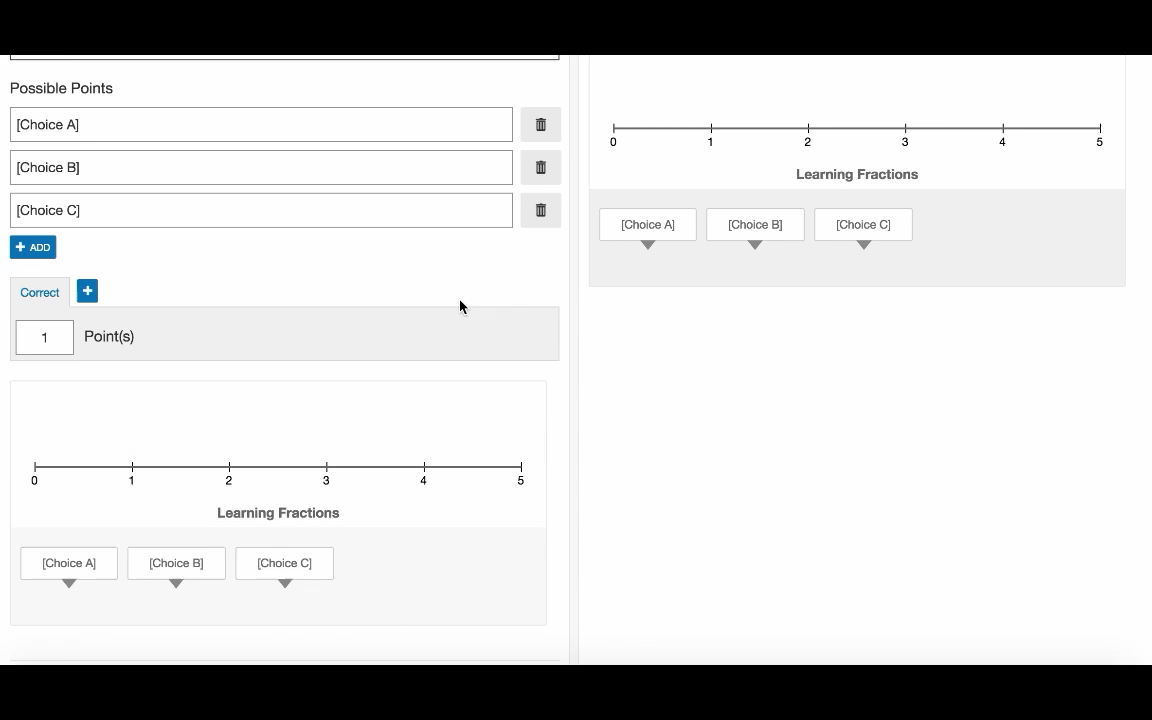 Possible Points
[Choice A]
[Choice B]
[Choice C]
+ ADD
Correct +
1 Point(s)
0 1 2 3 4 5
Learning Fractions
[Choice A] [Choice B] [Choice C]
0 1 2 3 4 5
Learning Fractions
[Choice A] [Choice B] [Choice C]